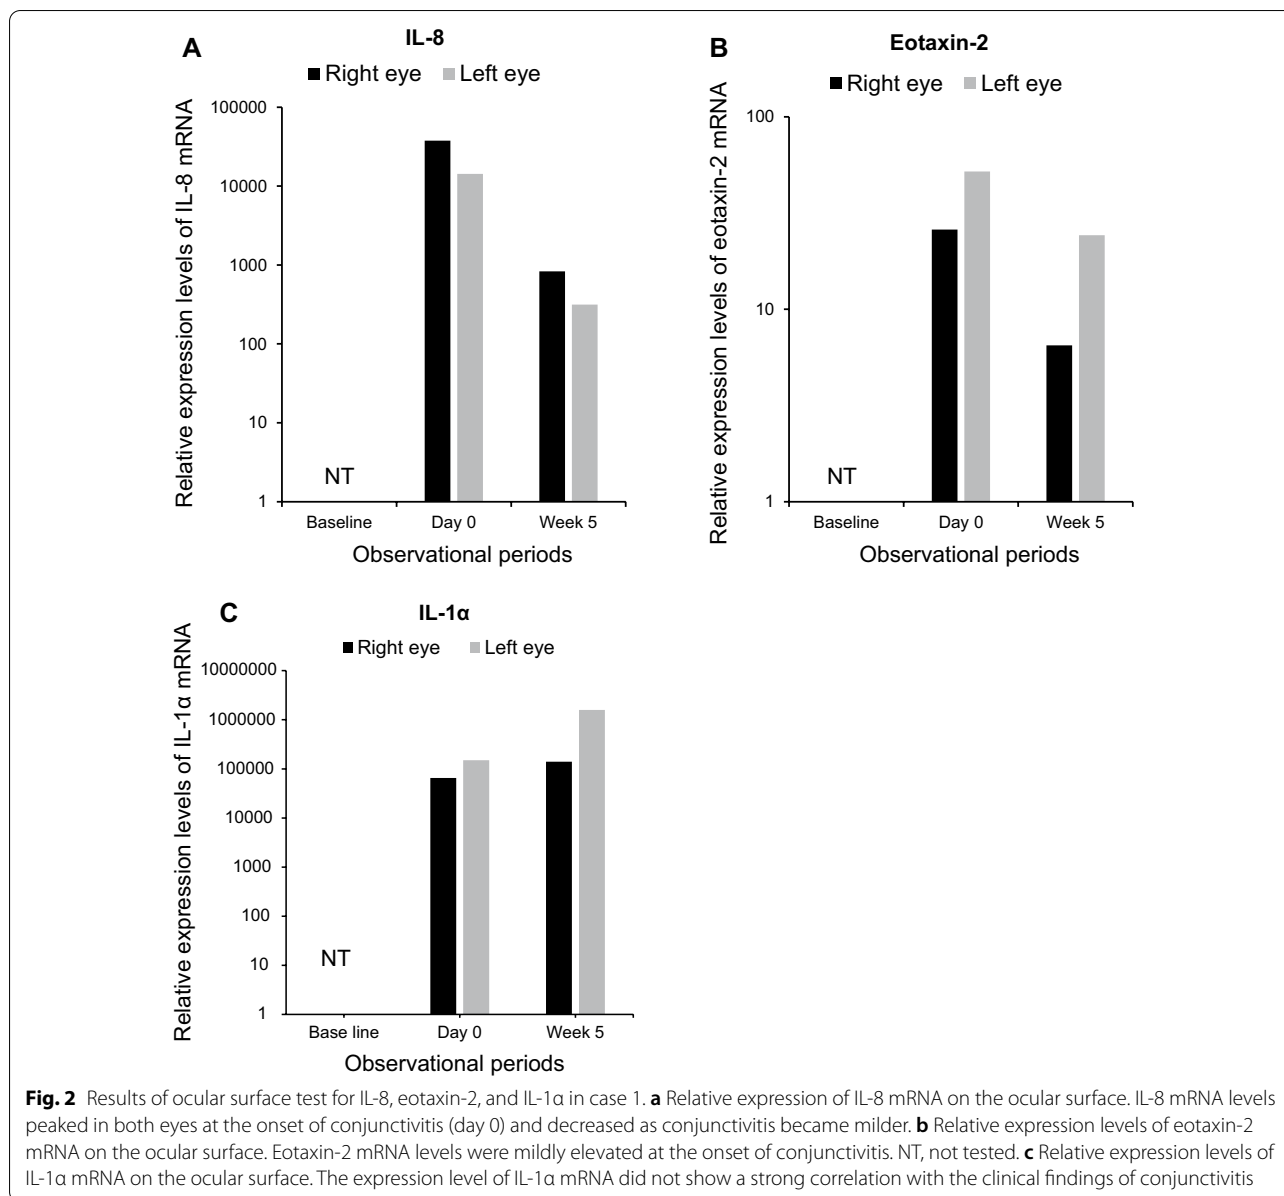 A
IL-8
Right eye Left eye
Relative expression levels of IL-8 mRNA
100000
10000
1000
100
10
1
NT
Baseline Day 0 Week 5
Observational periods
B
Eotaxin-2
Right eye Left eye
Relative expression levels of eotaxin-2 mRNA
100
10
1
NT
Baseline Day 0 Week 5
Observational periods
C
IL-1α
Right eye Left eye
Relative expression levels of IL-1α mRNA
10000000
1000000
100000
10000
1000
100
10
1
NT
Base line Day 0 Week 5
Observational periods
Fig. 2 Results of ocular surface test for IL-8, eotaxin-2, and IL-1α in case 1. a Relative expression of IL-8 mRNA on the ocular surface. IL-8 mRNA levels
peaked in both eyes at the onset of conjunctivitis (day 0) and decreased as conjunctivitis became milder. b Relative expression levels of eotaxin-2
mRNA on the ocular surface. Eotaxin-2 mRNA levels were mildly elevated at the onset of conjunctivitis. NT, not tested. c Relative expression levels of
IL-1α mRNA on the ocular surface. The expression level of IL-1α mRNA did not show a strong correlation with the clinical findings of conjunctivitis